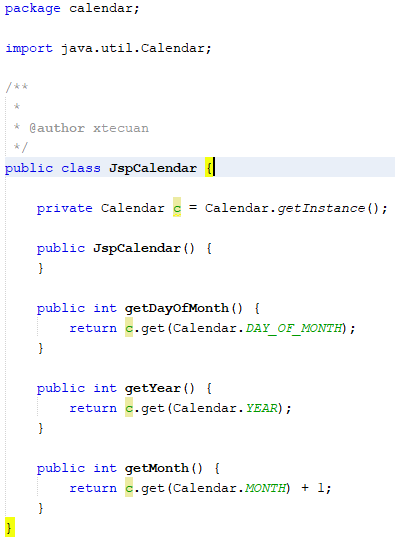 package calendar;
import java.util.Calendar;
/**
 *
 * @author xtecuan
 */
public class JspCalendar {
    private Calendar c = Calendar.getInstance();
    public JspCalendar() {
    }
    public int getDayOfMonth() {
        return c.get(Calendar.DAY_OF_MONTH);
    }
    public int getYear() {
        return c.get(Calendar.YEAR);
    }
    public int getMonth() {
        return c.get(Calendar.MONTH) + 1;
    }
}